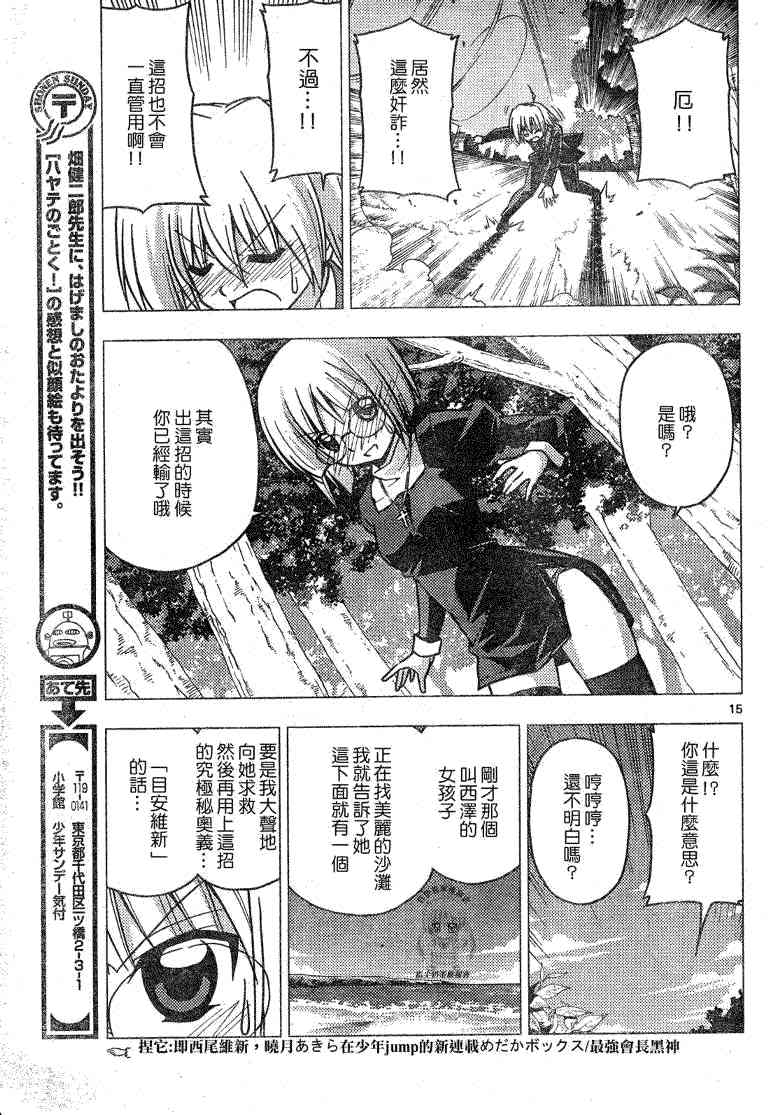 厄!!
居然
這麼奸詐…!!
不過…!!
這招也不會
一直管用啊!!
哦?
是嗎?
其實
出這招的時候
你已經輸了哦
15
什麼!?
你這是什麼意思?
哼哼哼…
還不明白嗎?
剛才那個
叫西澤的
女孩子
正在找美麗的沙灘
我就告訴了她
這下面就有一個
要是我大聲地
向她求救
然後再用上這招
的究極秘奧義…
「目安維新」
的話…
捏它:即西尾維新，曉月あきら在少年jump的新連載めだかボックス/最強會長黑神
SHONEN SUNDAY
〒
畑健二郎先生に、はげましのおたよりを出そう!!
『ハヤテのごとく!』の感想と似顔絵も待ってます。
あて先
〒119-0141 東京都千代田区一ツ橋2-3-1
小学館 少年サンデー気付